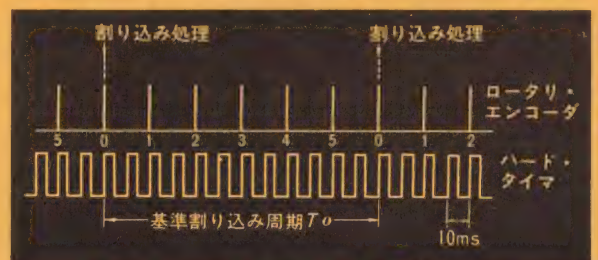 割り込み処理 割り込み処理
ロータリ・
エンコーダ
5 0 1 2 3 4 5 0 1 2
ハード・
タイマ
基準割り込み周期To
10ms